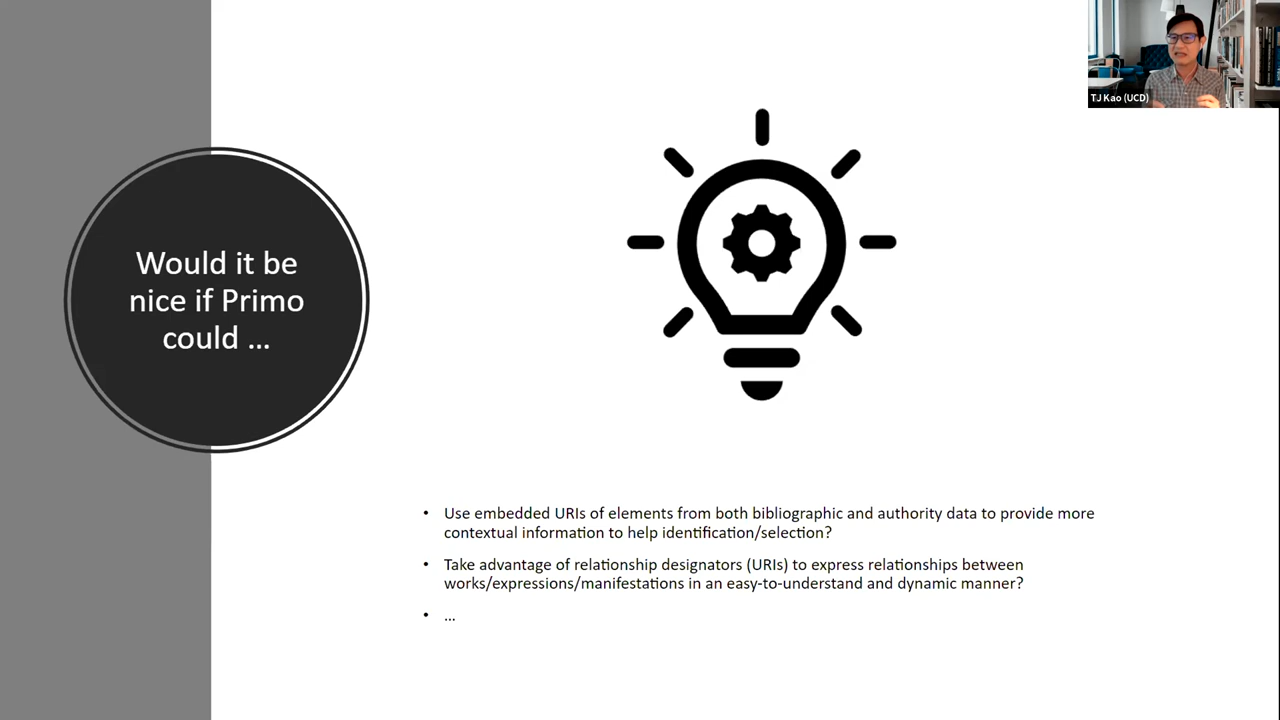 TJ Kao (UCD)
Would it be
nice if Primo
could ...
• Use embedded URIs of elements from both bibliographic and authority data to provide more
contextual information to help identification/selection?
• Take advantage of relationship designators (URIs) to express relationships between
works/expressions/manifestations in an easy-to-understand and dynamic manner?
• ...